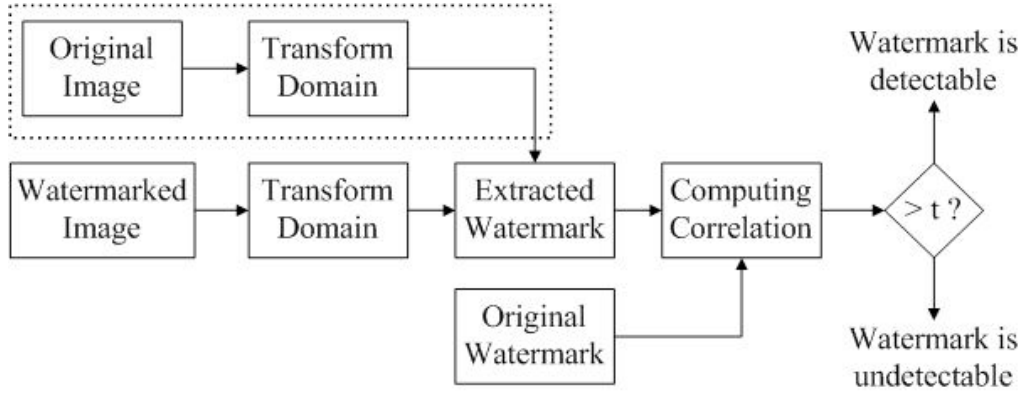 Original
Image
Transform
Domain
Watermark is
detectable
Watermarked
Image
Transform
Domain
Extracted
Watermark
Computing
Correlation
> t ?
Original
Watermark
Watermark is
undetectable